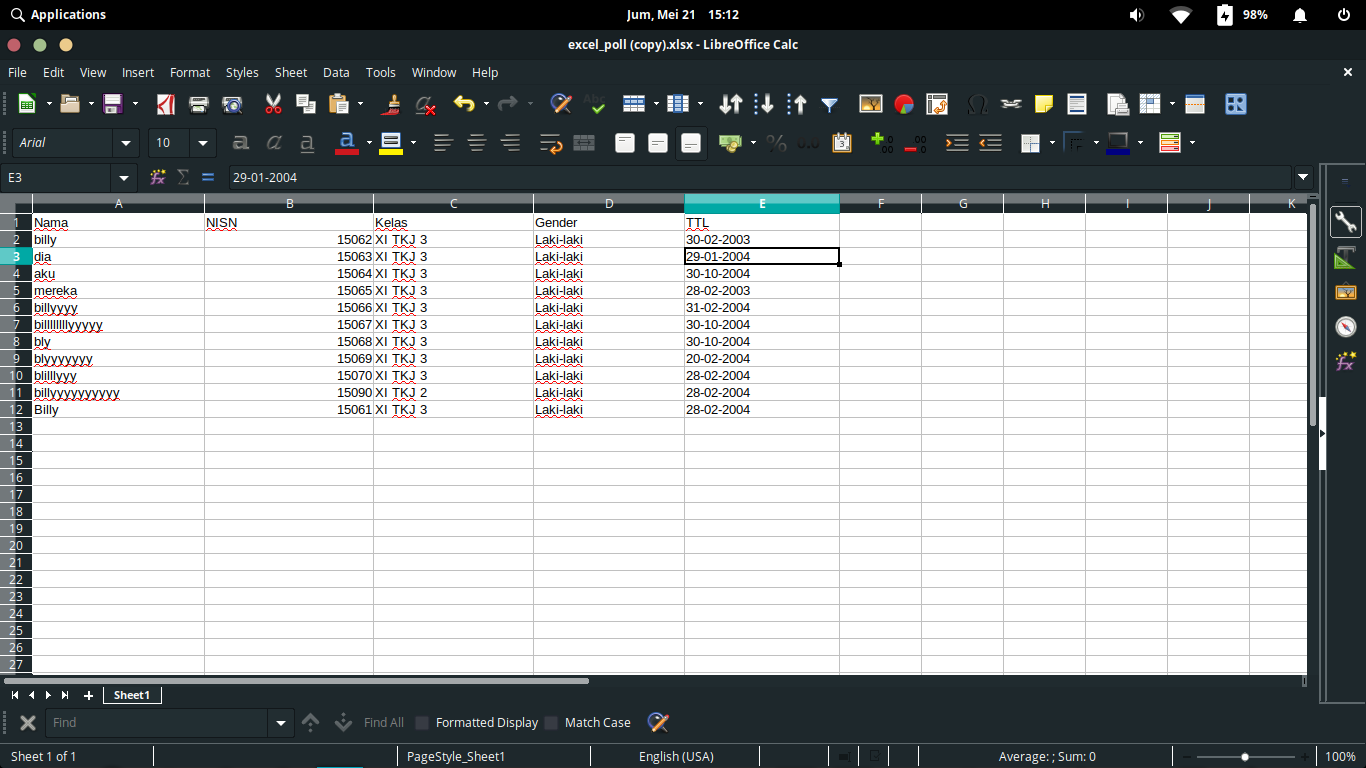 Applications Jum, Mei 21 15:12 98%
excel_poll (copy).xlsx - LibreOffice Calc
File Edit View Insert Format Styles Sheet Data Tools Window Help
Arial 10
E3 29-01-2004
A B C D E F G H I J K
1 Nama NISN Kelas Gender TTL
2 billy 15062 XI TKJ 3 Laki-laki 30-02-2003
3 dia 15063 XI TKJ 3 Laki-laki 29-01-2004
4 aku 15064 XI TKJ 3 Laki-laki 30-10-2004
5 mereka 15065 XI TKJ 3 Laki-laki 28-02-2003
6 billyyyy 15066 XI TKJ 3 Laki-laki 31-02-2004
7 billllllllyyyyy 15067 XI TKJ 3 Laki-laki 30-10-2004
8 bly 15068 XI TKJ 3 Laki-laki 30-10-2004
9 blyyyyyyy 15069 XI TKJ 3 Laki-laki 20-02-2004
10 blilllyyy 15070 XI TKJ 3 Laki-laki 28-02-2004
11 billyyyyyyyyyy 15090 XI TKJ 2 Laki-laki 28-02-2004
12 Billy 15061 XI TKJ 3 Laki-laki 28-02-2004
13
14
15
16
17
18
19
20
21
22
23
24
25
26
27
Sheet1
Find Find All Formatted Display Match Case
Sheet 1 of 1 PageStyle_Sheet1 English (USA) Average: ; Sum: 0 100%